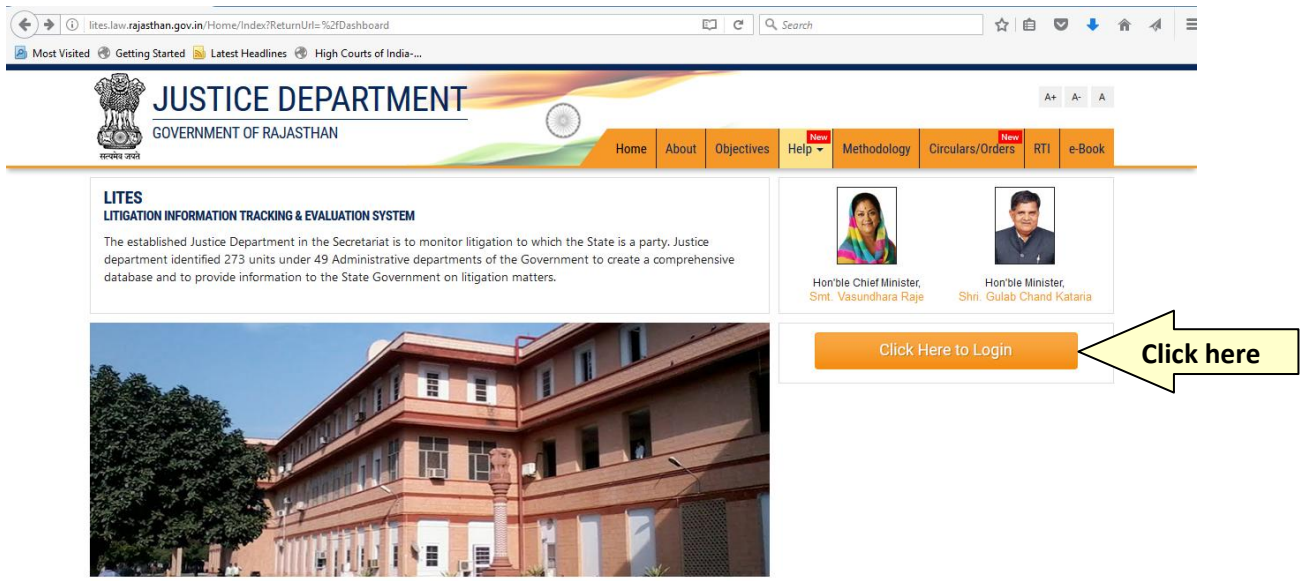 lites.law.rajasthan.gov.in/Home/Index?ReturnUrl=%2fDashboard
Search
Most Visited Getting Started Latest Headlines High Courts of India-...
JUSTICE DEPARTMENT
GOVERNMENT OF RAJASTHAN
सत्यमेव जयते
A+ A- A
New New
Home About Objectives Help Methodology Circulars/Orders RTI e-Book
LITES
LITIGATION INFORMATION TRACKING & EVALUATION SYSTEM
The established Justice Department in the Secretariat is to monitor litigation to which the State is a party. Justice
department identified 273 units under 49 Administrative departments of the Government to create a comprehensive
database and to provide information to the State Government on litigation matters.
Hon'ble Chief Minister,
Smt. Vasundhara Raje
Hon'ble Minister,
Shri. Gulab Chand Kataria
Click Here to Login
Click here